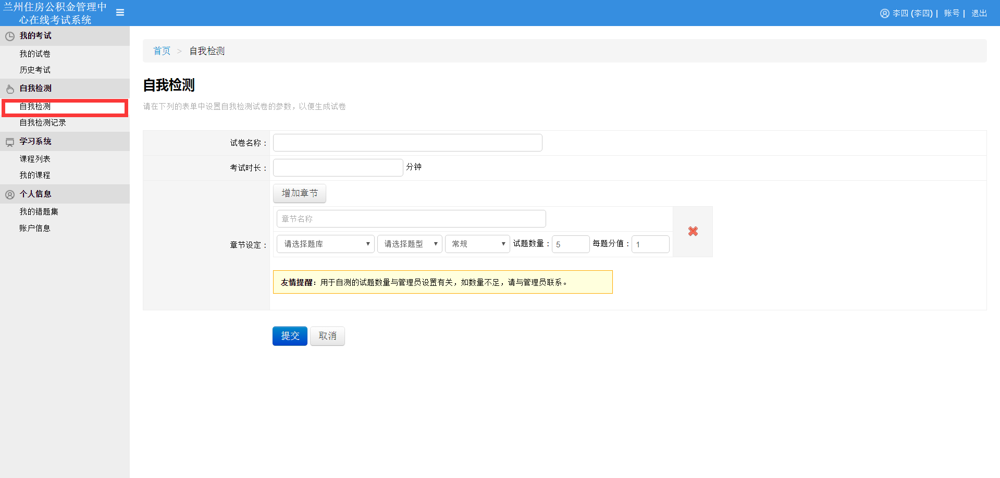 兰州住房公积金管理中
心在线考试系统
李四 (李四) | 账号 | 退出
我的考试
我的试卷
历史考试
自我检测
自我检测
自我检测记录
学习系统
课程列表
我的课程
个人信息
我的错题集
账户信息
首页 > 自我检测
自我检测
请在下列的表单中设置自我检测试卷的参数，以便生成试卷
试卷名称：
考试时长： 分钟
章节设定：
增加章节
章节名称
请选择题库 请选择题型 常规 试题数量： 5 每题分值： 1
友情提醒：用于自测的试题数量与管理员设置有关，如数量不足，请与管理员联系。
提交 取消